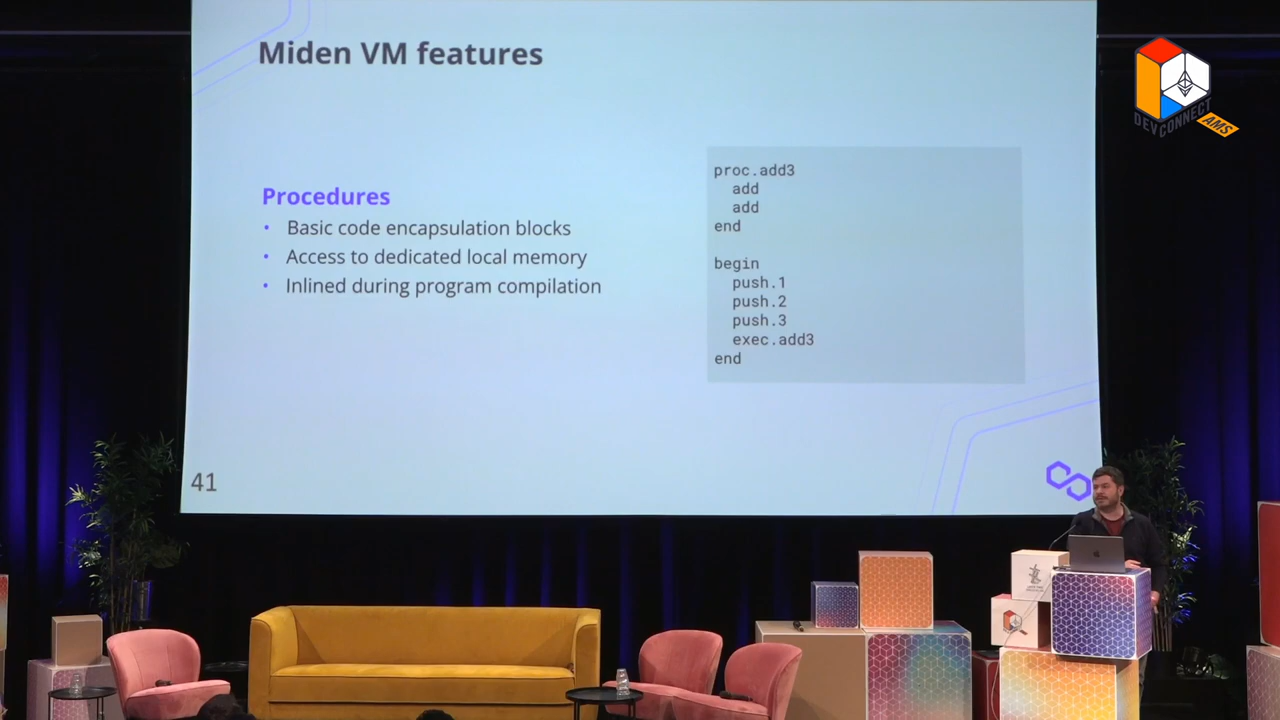 Miden VM features
Procedures
• Basic code encapsulation blocks
• Access to dedicated local memory
• Inlined during program compilation
proc.add3
add
add
end
begin
push.1
push.2
push.3
exec.add3
end
41
DEVCONNECT
AMS